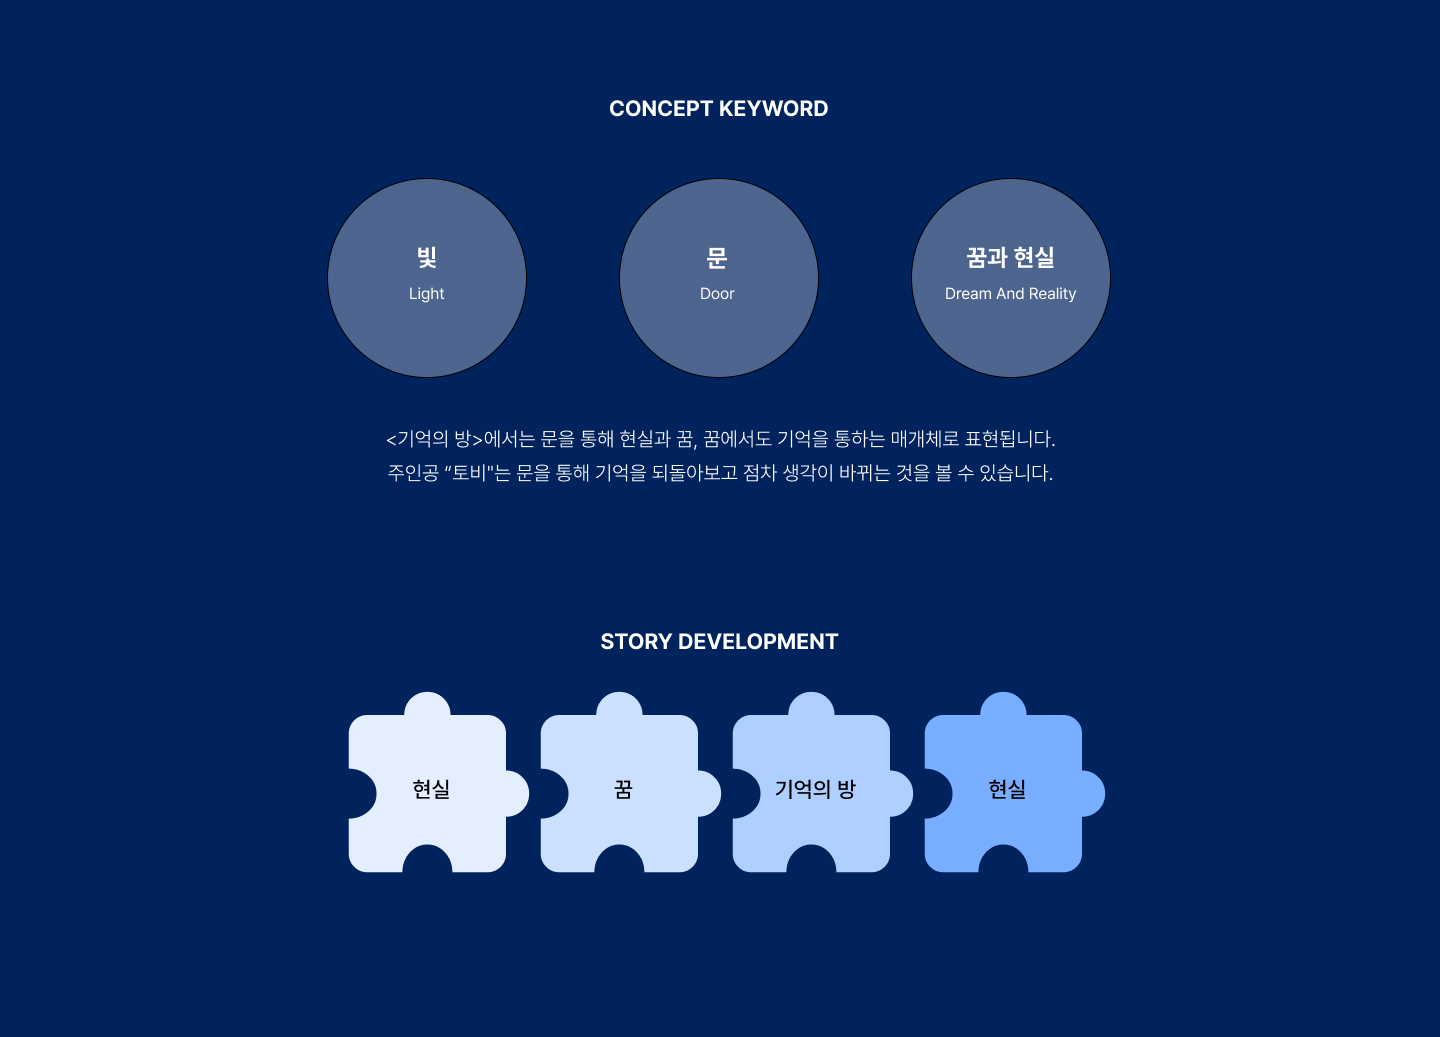 CONCEPT KEYWORD
빛
Light
문
Door
꿈과 현실
Dream And Reality
<기억의 방>에서는 문을 통해 현실과 꿈, 꿈에서도 기억을 통하는 매개체로 표현됩니다.
주인공 “토비"는 문을 통해 기억을 되돌아보고 점차 생각이 바뀌는 것을 볼 수 있습니다.
STORY DEVELOPMENT
현실
꿈
기억의 방
현실